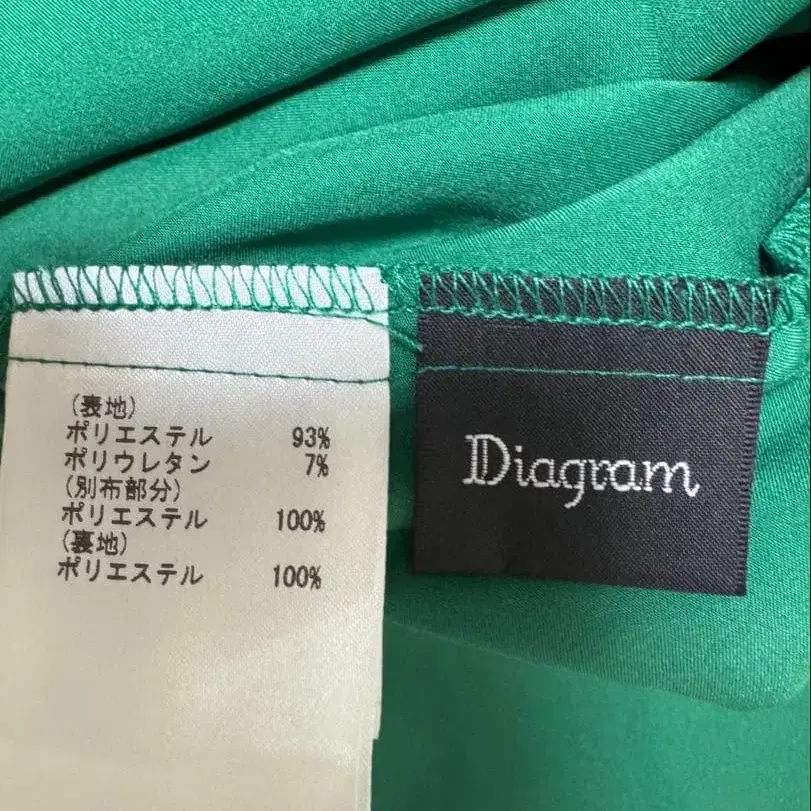 (表地)
ポリエステル 93%
ポリウレタン 7%
(別布部分)
ポリエステル 100%
(裏地)
ポリエステル 100%
Diagram